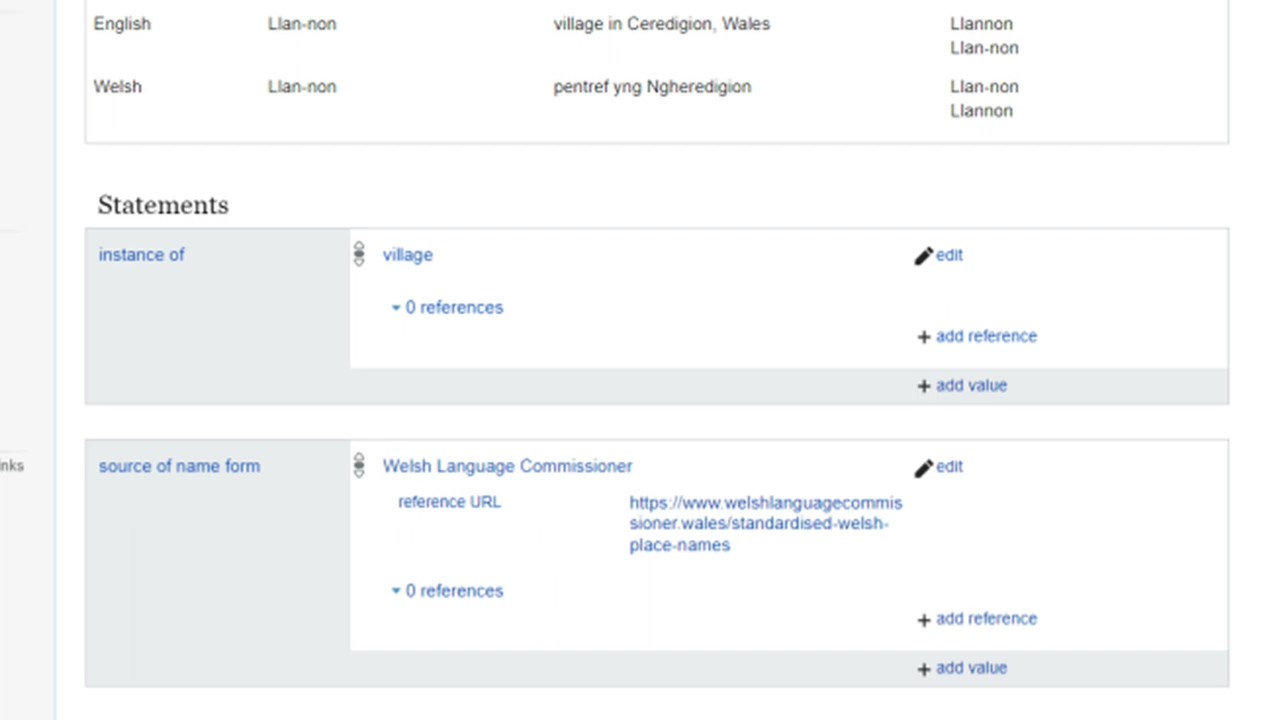 English Llan-non village in Ceredigion, Wales Llannon
Llan-non
Welsh Llan-non pentref yng Ngheredigion Llan-non
Llannon
Statements
instance of village edit
0 references
+ add reference
+ add value
inks
source of name form Welsh Language Commissioner edit
reference URL https://www.welshlanguagecommis
sioner.wales/standardised-welsh-
place-names
0 references
+ add reference
+ add value